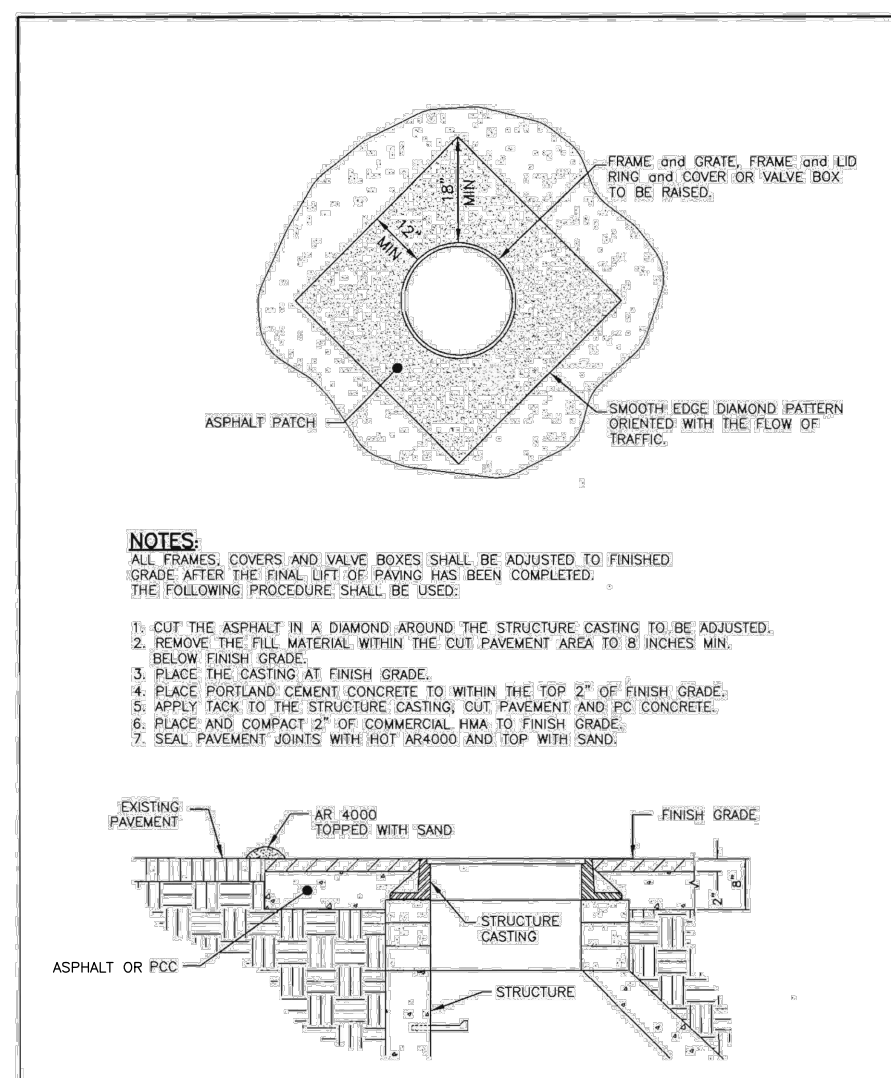 FRAME and GRATE, FRAME and LID
RING and COVER OR VALVE BOX
TO BE RAISED.
18"
MIN
12"
MIN
ASPHALT PATCH
SMOOTH EDGE DIAMOND PATTERN
ORIENTED WITH THE FLOW OF
TRAFFIC.
NOTES:
ALL FRAMES, COVERS AND VALVE BOXES SHALL BE ADJUSTED TO FINISHED
GRADE AFTER THE FINAL LIFT OF PAVING HAS BEEN COMPLETED.
THE FOLLOWING PROCEDURE SHALL BE USED:
1. CUT THE ASPHALT IN A DIAMOND AROUND THE STRUCTURE CASTING TO BE ADJUSTED.
2. REMOVE THE FILL MATERIAL WITHIN THE CUT PAVEMENT AREA TO 8 INCHES MIN.
BELOW FINISH GRADE.
3. PLACE THE CASTING AT FINISH GRADE.
4. PLACE PORTLAND CEMENT CONCRETE TO WITHIN THE TOP 2" OF FINISH GRADE.
5. APPLY TACK TO THE STRUCTURE CASTING, CUT PAVEMENT AND PC CONCRETE.
6. PLACE AND COMPACT 2" OF COMMERCIAL HMA TO FINISH GRADE.
7. SEAL PAVEMENT JOINTS WITH HOT AR4000 AND TOP WITH SAND.
EXISTING
PAVEMENT
AR 4000
TOPPED WITH SAND
FINISH GRADE
2"
8"
STRUCTURE
CASTING
ASPHALT OR PCC
STRUCTURE